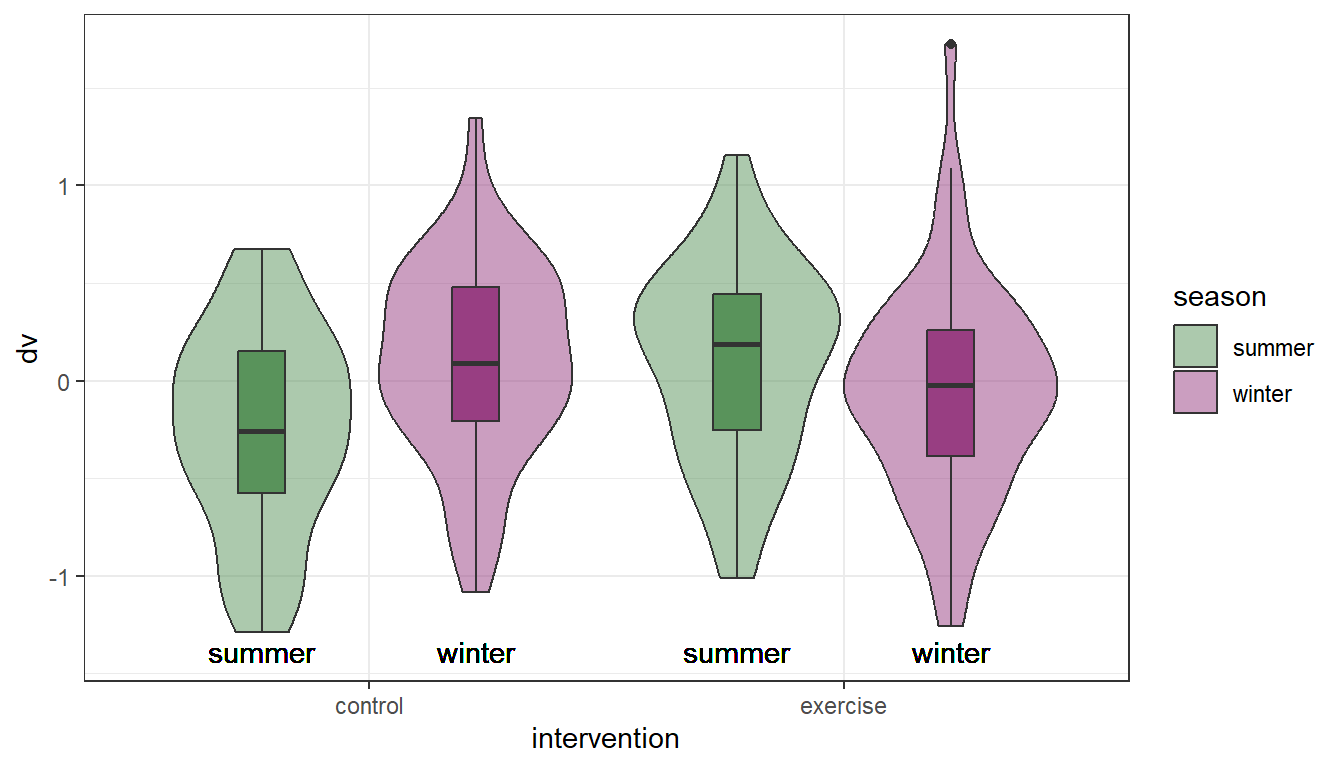 dv
1
0
-1
summer winter summer winter
control exercise
intervention
season
summer
winter